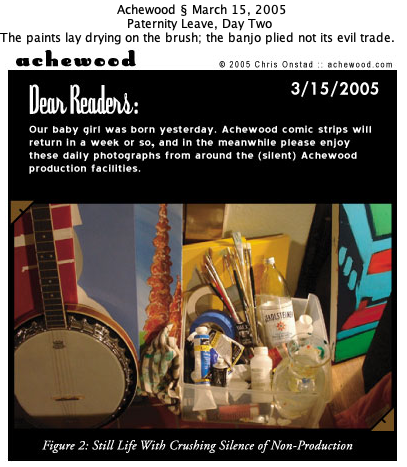 Achewood § March 15, 2005
Paternity Leave, Day Two
The paints lay drying on the brush; the banjo plied not its evil trade.
achewood
© 2005 Chris Onstad :: achewood.com
3/15/2005
Dear Readers:
Our baby girl was born yesterday. Achewood comic strips will
return in a week or so, and in the meanwhile please enjoy
these daily photographs from around the (silent) Achewood
production facilities.
Figure 2: Still Life With Crushing Silence of Non-Production